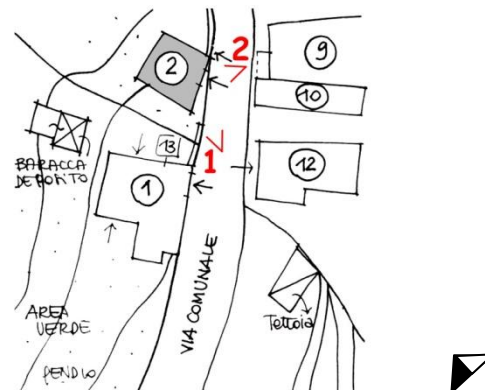 2
2
9
10
13
1
12
1
BARACCA
DEPOSITO
VIA COMUNALE
AREA
VERDE
PENDIO
Tettoia